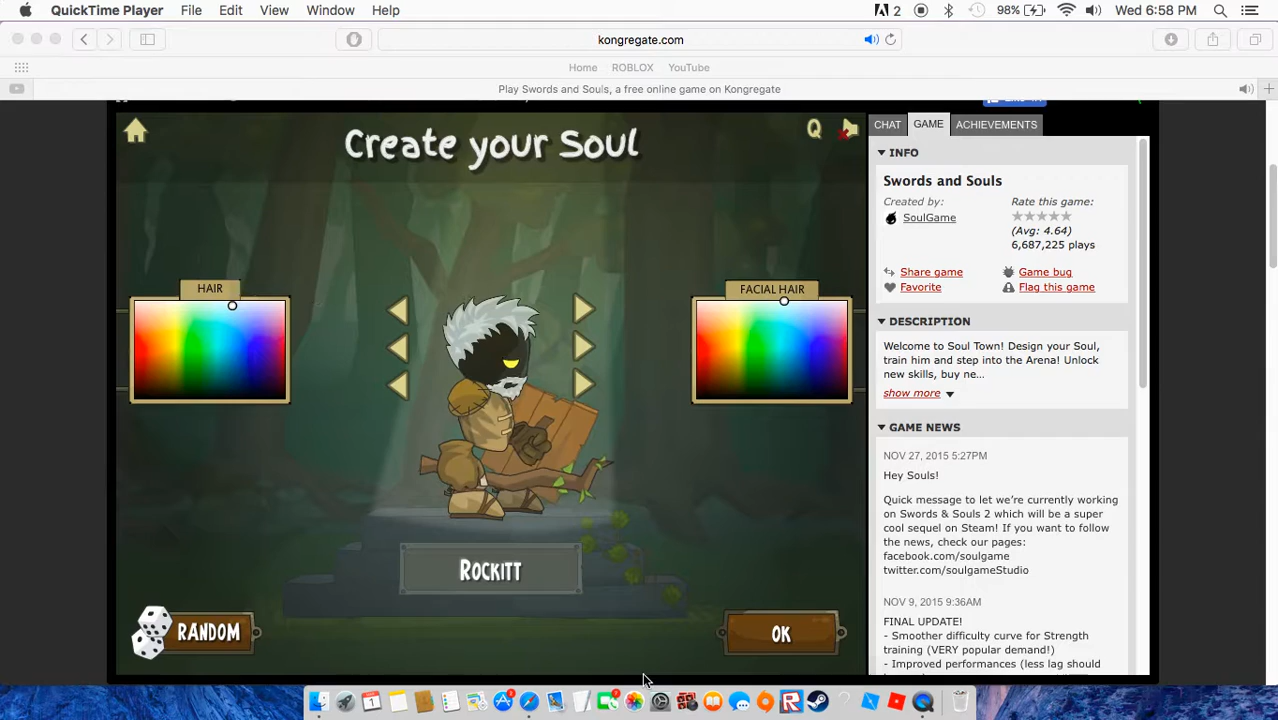 QuickTime Player File Edit View Window Help
2 98% Wed 6:58 PM
kongregate.com
Home ROBLOX YouTube
Play Swords and Souls, a free online game on Kongregate
Create your Soul
Q
HAIR
FACIAL HAIR
ROCKITT
RANDOM
OK
CHAT GAME ACHIEVEMENTS
INFO
Swords and Souls
Created by:
SoulGame
Rate this game:
(Avg: 4.64)
6,687,225 plays
Share game
Game bug
Favorite
Flag this game
DESCRIPTION
Welcome to Soul Town! Design your Soul,
train him and step into the Arena! Unlock
new skills, buy ne...
show more
GAME NEWS
NOV 27, 2015 5:27PM
Hey Souls!
Quick message to let we're currently working
on Swords & Souls 2 which will be a super
cool sequel on Steam! If you want to follow
the news, check our pages:
facebook.com/soulgame
twitter.com/soulgameStudio
NOV 9, 2015 9:36AM
FINAL UPDATE!
- Smoother difficulty curve for Strength
training (VERY popular demand!)
- Improved performances (less lag should